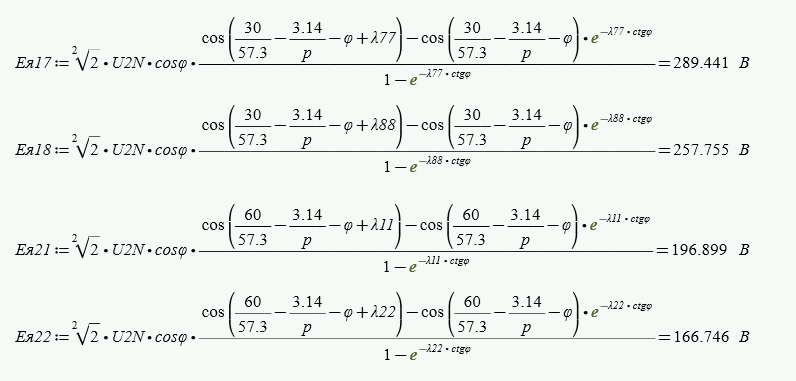 Eя17 := ²√2 • U2N • cosφ • (cos(30/57.3 − 3.14/p − φ + λ77) − cos(30/57.3 − 3.14/p − φ) • e^(−λ77 • ctgφ)) / (1 − e^(−λ77 • ctgφ)) = 289.441 В
Eя18 := ²√2 • U2N • cosφ • (cos(30/57.3 − 3.14/p − φ + λ88) − cos(30/57.3 − 3.14/p − φ) • e^(−λ88 • ctgφ)) / (1 − e^(−λ88 • ctgφ)) = 257.755 В
Eя21 := ²√2 • U2N • cosφ • (cos(60/57.3 − 3.14/p − φ + λ11) − cos(60/57.3 − 3.14/p − φ) • e^(−λ11 • ctgφ)) / (1 − e^(−λ11 • ctgφ)) = 196.899 В
Eя22 := ²√2 • U2N • cosφ • (cos(60/57.3 − 3.14/p − φ + λ22) − cos(60/57.3 − 3.14/p − φ) • e^(−λ22 • ctgφ)) / (1 − e^(−λ22 • ctgφ)) = 166.746 В